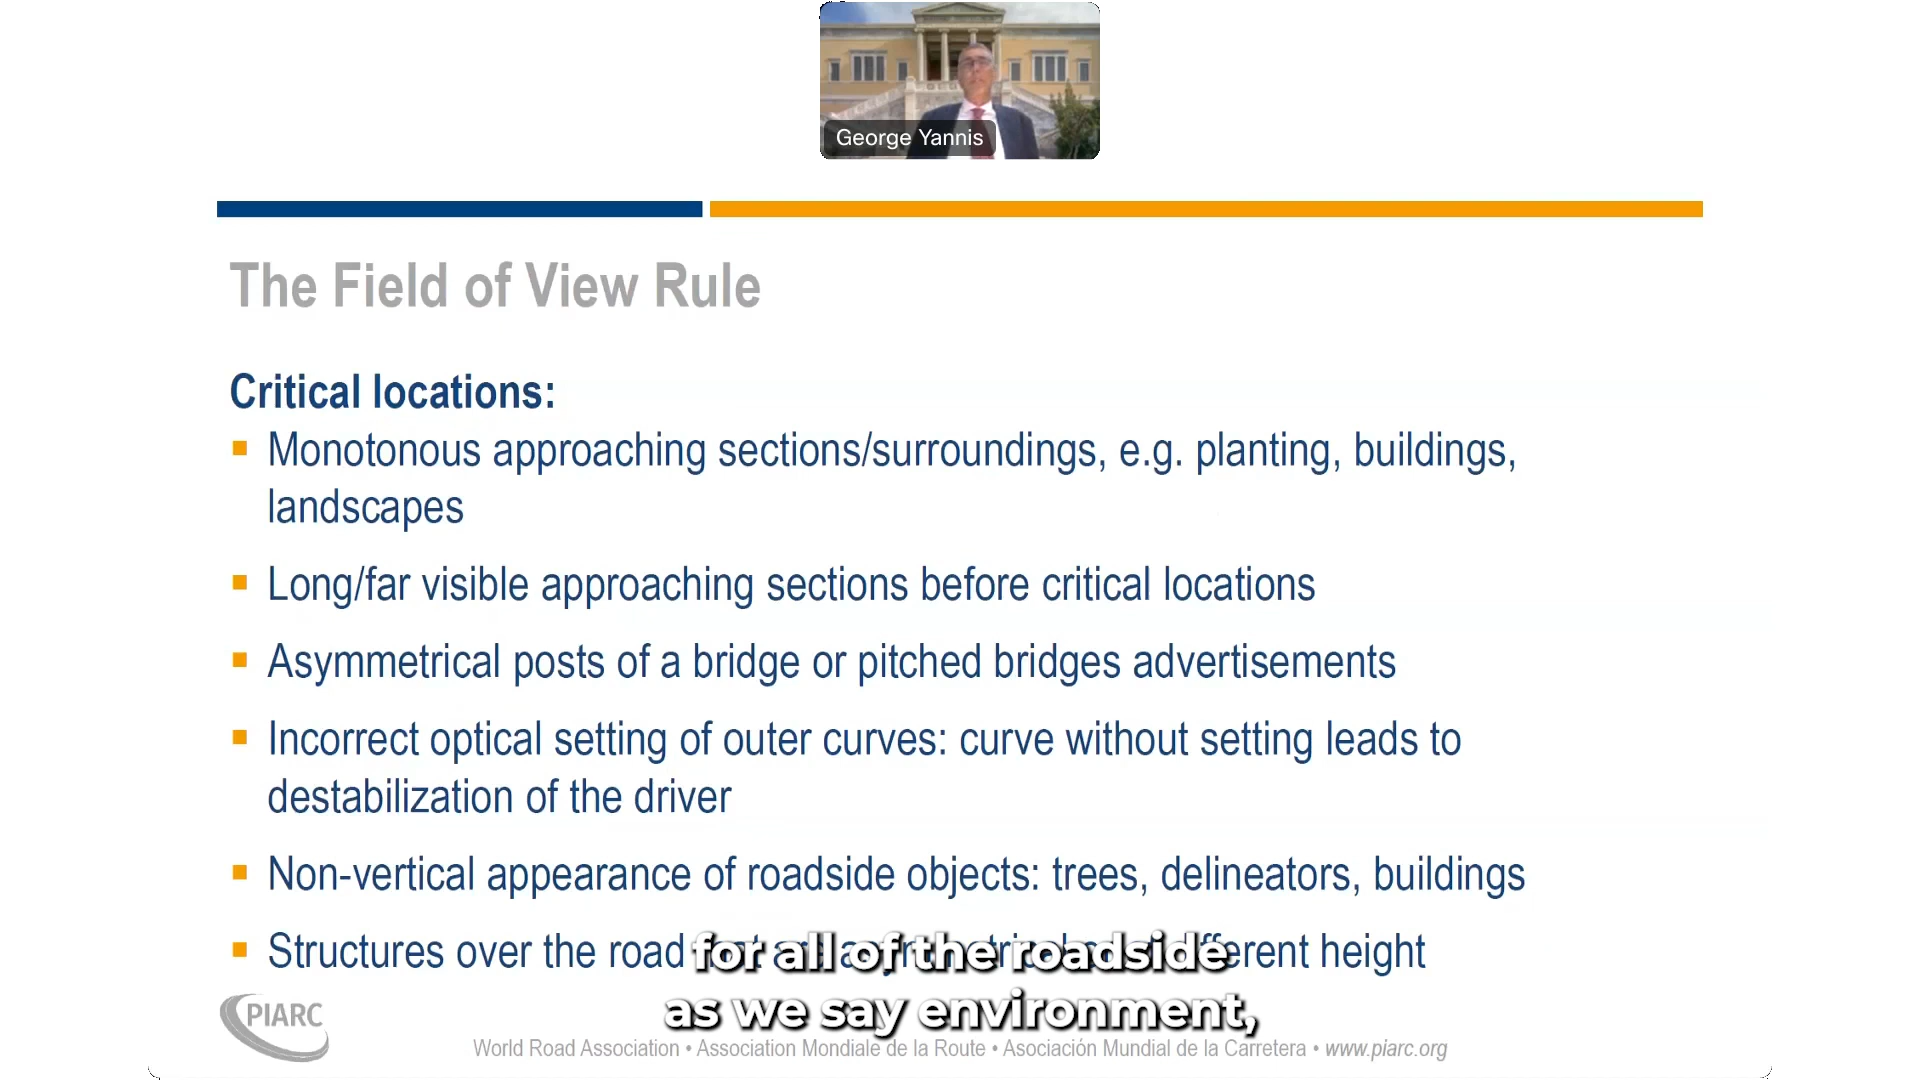 George Yannis
The Field of View Rule
Critical locations:
Monotonous approaching sections/surroundings, e.g. planting, buildings,
landscapes
Long/far visible approaching sections before critical locations
Asymmetrical posts of a bridge or pitched bridges advertisements
Incorrect optical setting of outer curves: curve without setting leads to
destabilization of the driver
Non-vertical appearance of roadside objects: trees, delineators, buildings
Structures over the road height
for all of the roadside
as we say environment,
PIARC
World Road Association • Association Mondiale de la Route • Asociación Mundial de la Carretera • www.piarc.org